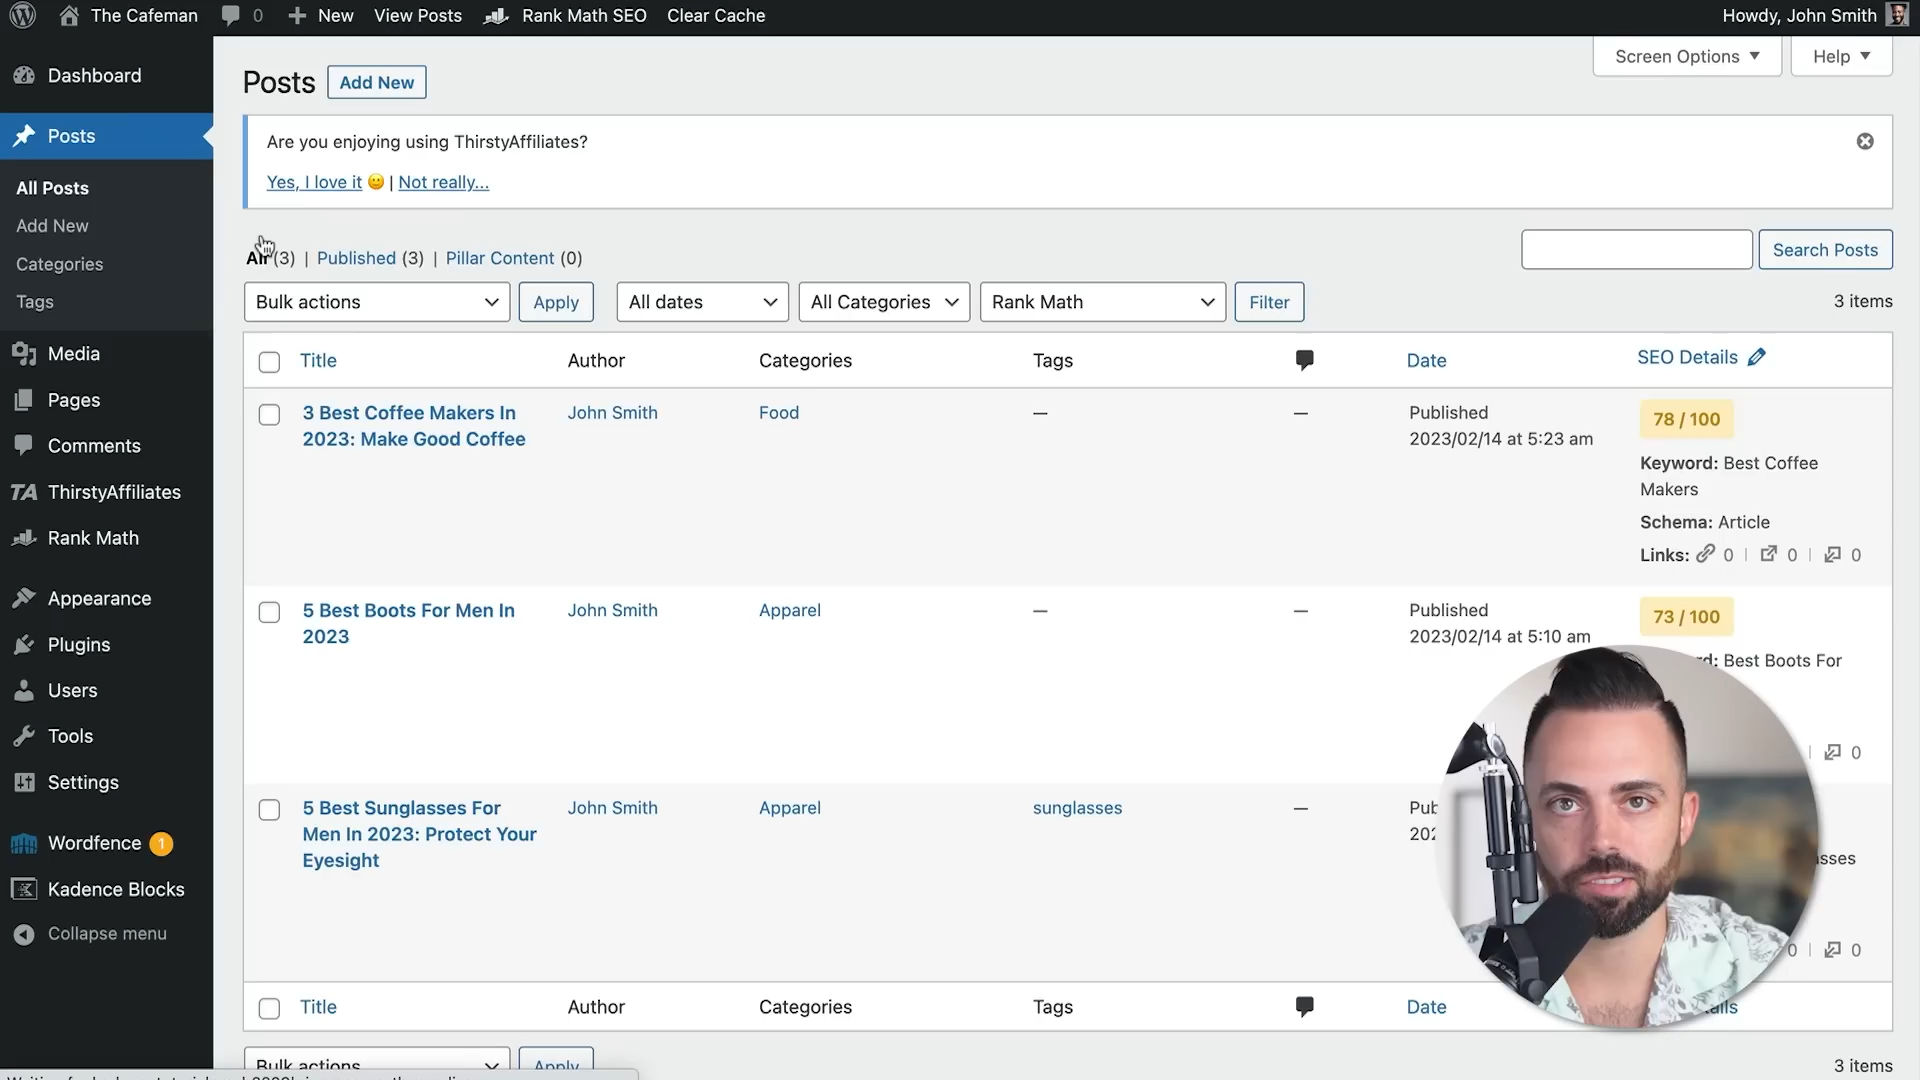 The Cafeman 0 New View Posts Rank Math SEO Clear Cache Howdy, John Smith
Screen Options Help
Dashboard
Posts
All Posts
Add New
Categories
Tags
Media
Pages
Comments
TA ThirstyAffiliates
Rank Math
Appearance
Plugins
Users
Tools
Settings
Wordfence 1
Kadence Blocks
Collapse menu
Posts Add New
Are you enjoying using ThirstyAffiliates?
Yes, I love it | Not really...
All (3) | Published (3) | Pillar Content (0)
Search Posts
Bulk actions Apply All dates All Categories Rank Math Filter 3 items
Title Author Categories Tags Date SEO Details
3 Best Coffee Makers In
2023: Make Good Coffee
John Smith Food — —
Published
2023/02/14 at 5:23 am
78 / 100
Keyword: Best Coffee
Makers
Schema: Article
Links: 0 | 0 | 0
5 Best Boots For Men In
2023
John Smith Apparel — —
Published
2023/02/14 at 5:10 am
73 / 100
Best Boots For
| 0
5 Best Sunglasses For
Men In 2023: Protect Your
Eyesight
John Smith Apparel sunglasses —
0 | 0
Title Author Categories Tags Date
Bulk actions Apply 3 items